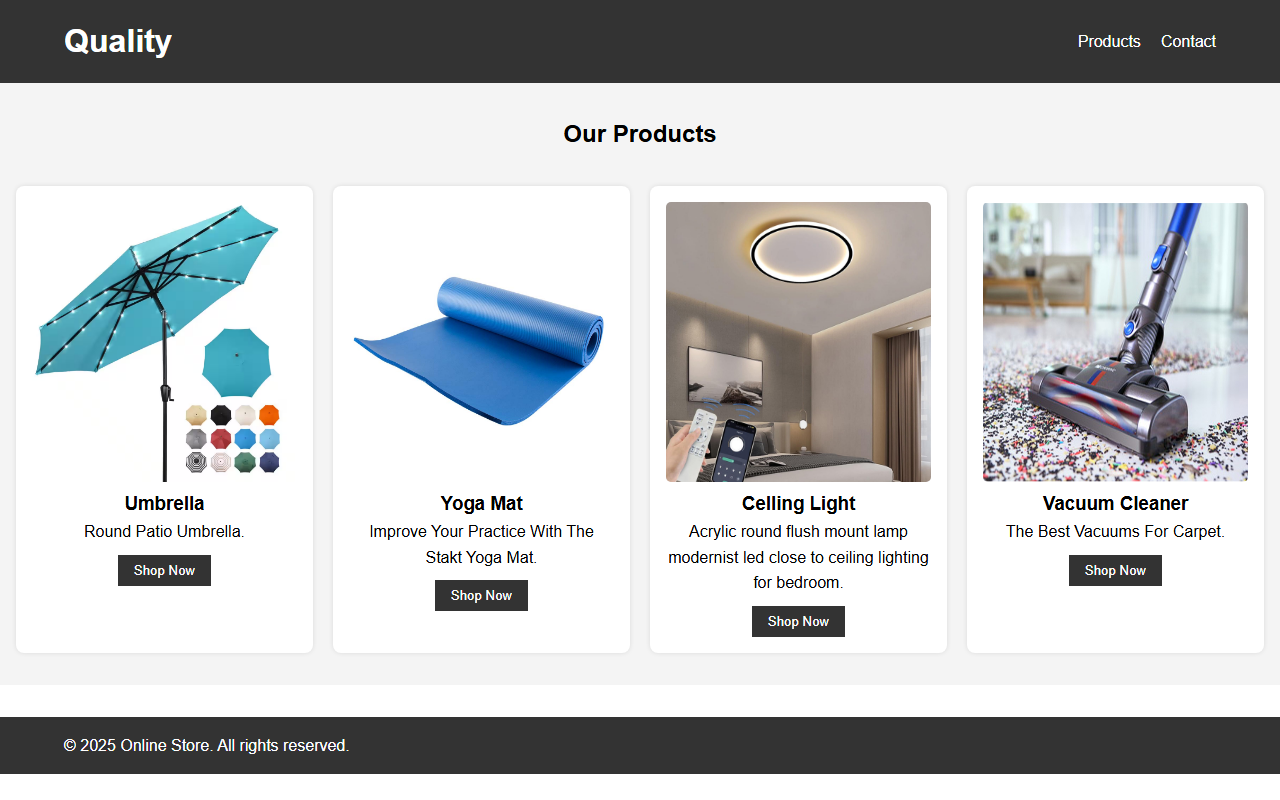 Quality
Products
Contact
Our Products
Umbrella
Round Patio Umbrella.
Shop Now
Yoga Mat
Improve Your Practice With The
Stakt Yoga Mat.
Shop Now
Celling Light
Acrylic round flush mount lamp
modernist led close to ceiling lighting
for bedroom.
Shop Now
Vacuum Cleaner
The Best Vacuums For Carpet.
Shop Now
© 2025 Online Store. All rights reserved.